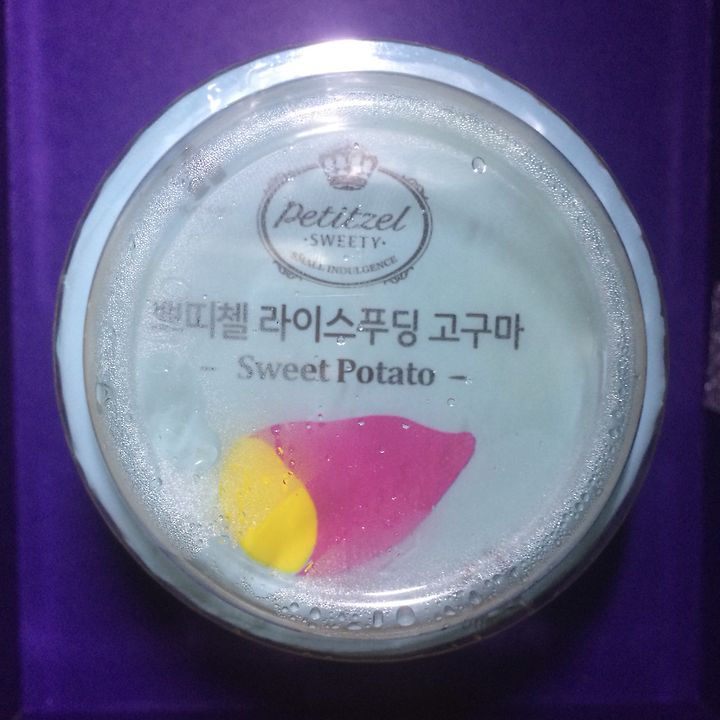 Petitzel
·SWEETY·
SMALL INDULGENCE
쁘띠첼 라이스푸딩 고구마
- Sweet Potato -